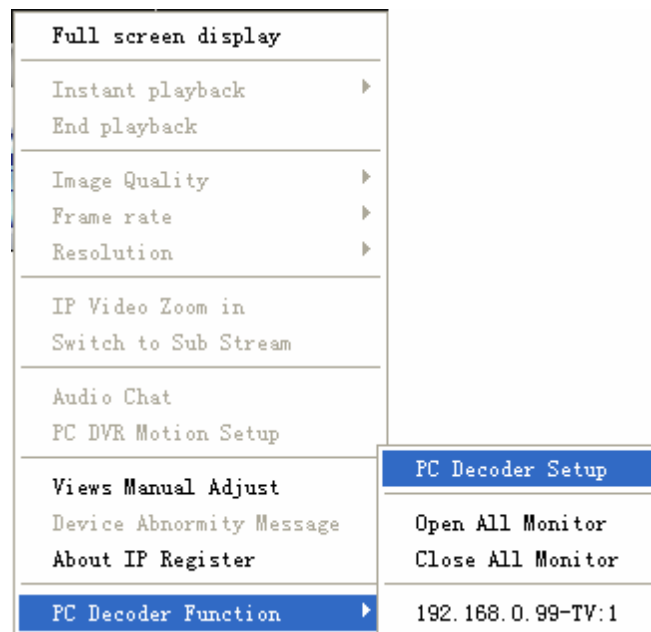 Full screen display
Instant playback
End playback
Image Quality
Frame rate
Resolution
IP Video Zoom in
Switch to Sub Stream
Audio Chat
PC DVR Motion Setup
Views Manual Adjust
Device Abnormity Message
About IP Register
PC Decoder Function
PC Decoder Setup
Open All Monitor
Close All Monitor
192.168.0.99-TV:1